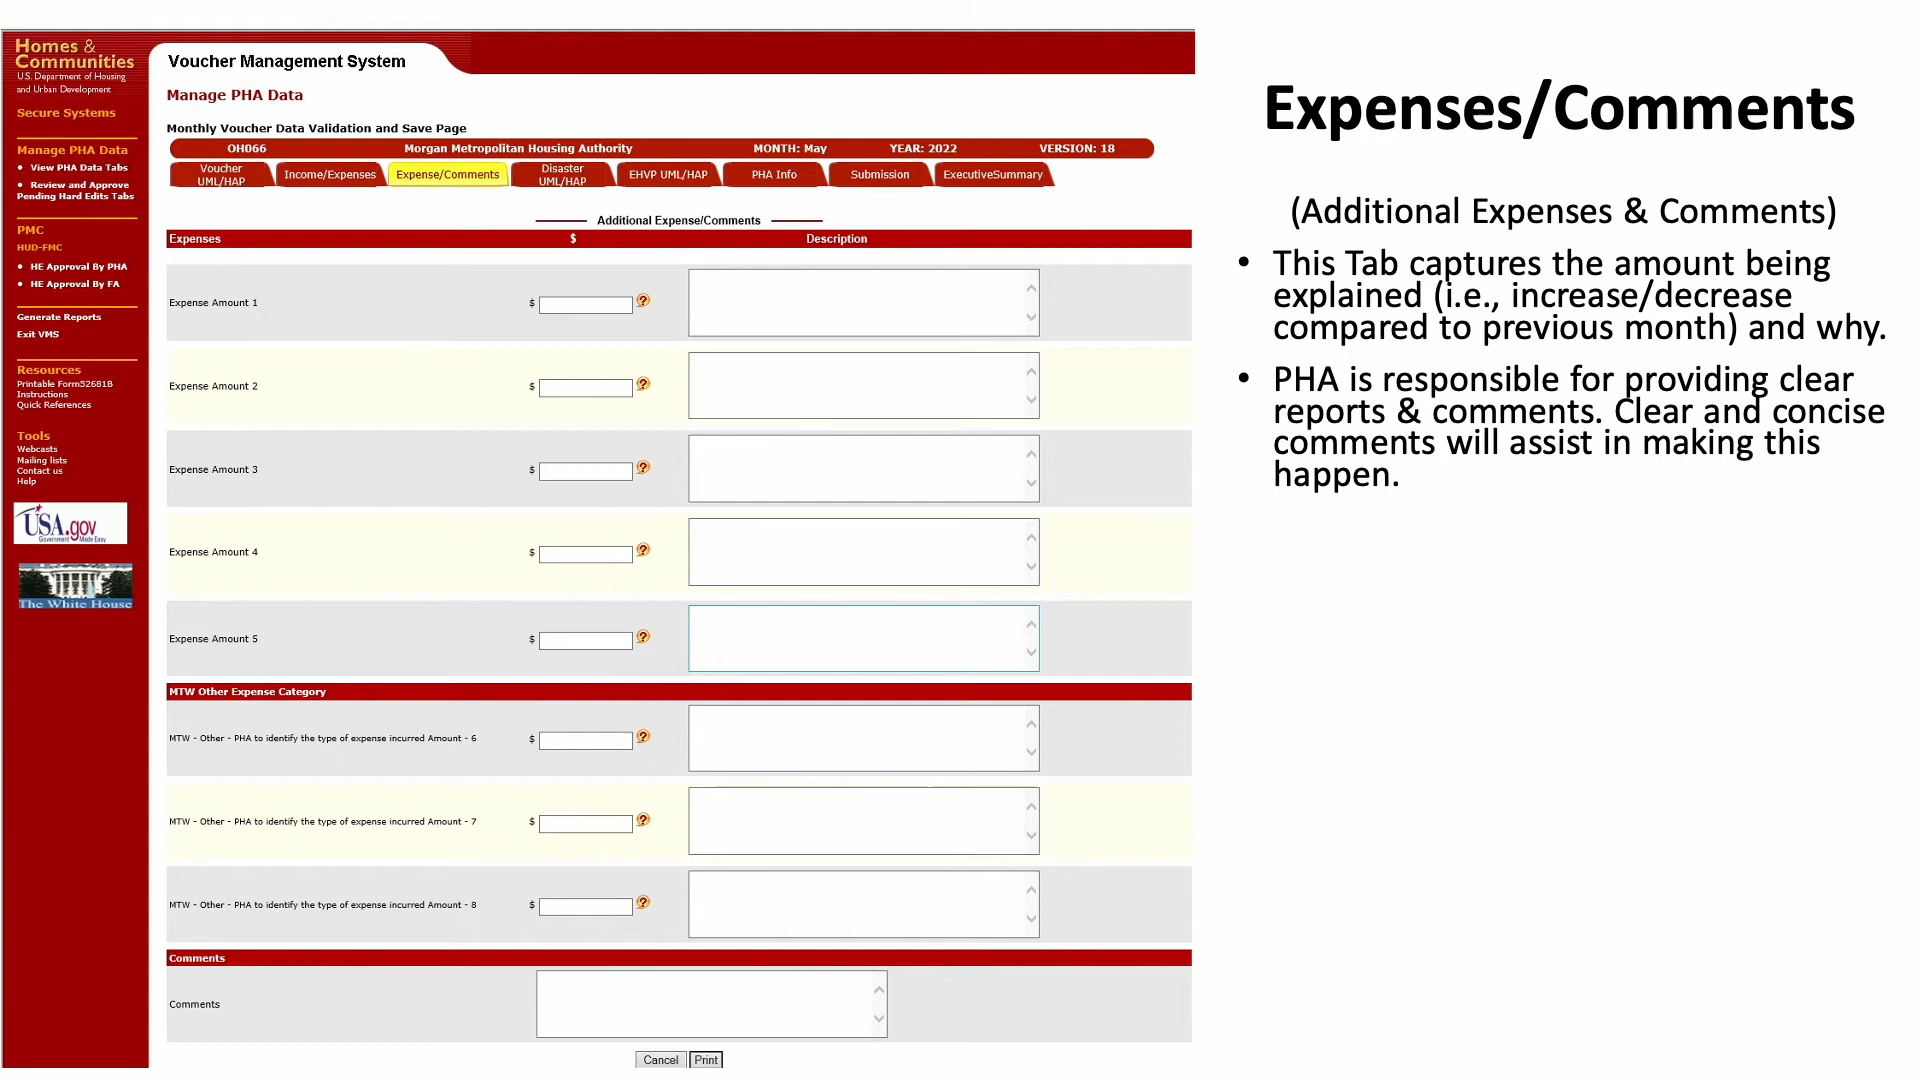 Homes &
Communities
U.S. Department of Housing
and Urban Development
Secure Systems
Manage PHA Data
• View PHA Data Tabs
• Review and Approve
Pending Hard Edits Tabs
PMC
HUD-FMC
• HE Approval By PHA
• HE Approval By FA
Generate Reports
Exit VMS
Resources
Printable Form52681B
Instructions
Quick References
Tools
Webcasts
Mailing lists
Contact us
Help
USA.gov
Government Made Easy
The White House
Voucher Management System
Manage PHA Data
Monthly Voucher Data Validation and Save Page
OH066 Morgan Metropolitan Housing Authority MONTH: May YEAR: 2022 VERSION: 18
Voucher UML/HAP Income/Expenses Expense/Comments Disaster UML/HAP EHVP UML/HAP PHA Info Submission ExecutiveSummary
Additional Expense/Comments
Expenses $ Description
Expense Amount 1 $ ?
Expense Amount 2 $ ?
Expense Amount 3 $ ?
Expense Amount 4 $ ?
Expense Amount 5 $ ?
MTW Other Expense Category
MTW - Other - PHA to identify the type of expense incurred Amount - 6 $ ?
MTW - Other - PHA to identify the type of expense incurred Amount - 7 $ ?
MTW - Other - PHA to identify the type of expense incurred Amount - 8 $ ?
Comments
Comments
Cancel Print
Expenses/Comments
(Additional Expenses & Comments)
• This Tab captures the amount being
explained (i.e., increase/decrease
compared to previous month) and why.
• PHA is responsible for providing clear
reports & comments. Clear and concise
comments will assist in making this
happen.